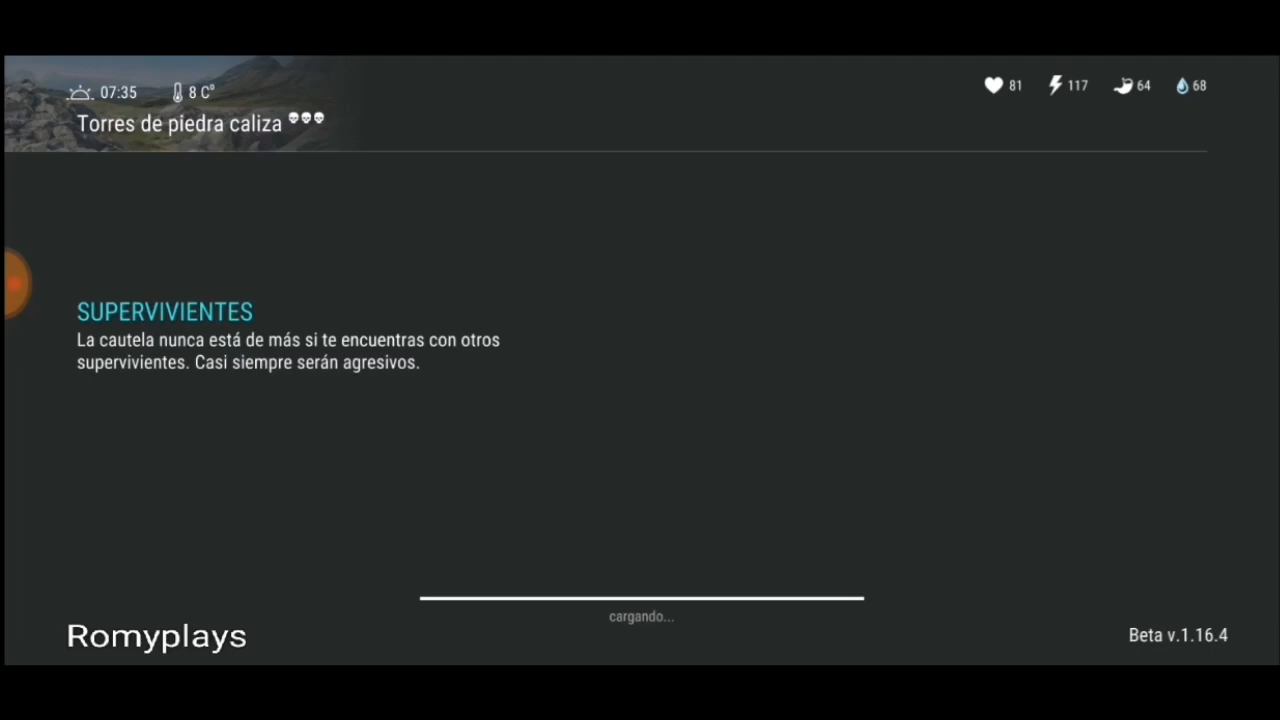 07:35 8 C°
81 117 64 68
Torres de piedra caliza
SUPERVIVIENTES
La cautela nunca está de más si te encuentras con otros
supervivientes. Casi siempre serán agresivos.
cargando...
Romyplays
Beta v.1.16.4